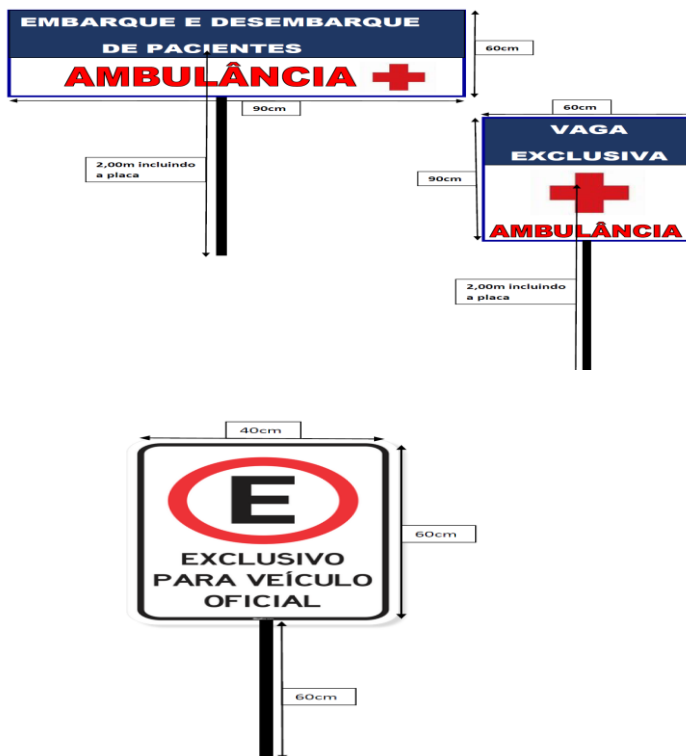 EMBARQUE E DESEMBARQUE
DE PACIENTES
AMBULÂNCIA
60cm
90cm
2,00m incluindo
a placa
60cm
VAGA
EXCLUSIVA
AMBULÂNCIA
90cm
2,00m incluindo
a placa
40cm
E
EXCLUSIVO
PARA VEÍCULO
OFICIAL
60cm
60cm